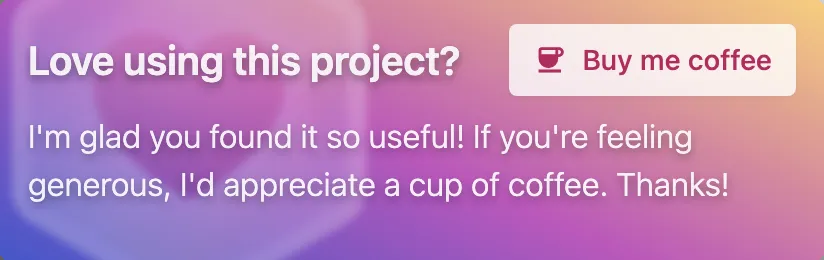 Love using this project?
Buy me coffee
I'm glad you found it so useful! If you're feeling
generous, I'd appreciate a cup of coffee. Thanks!